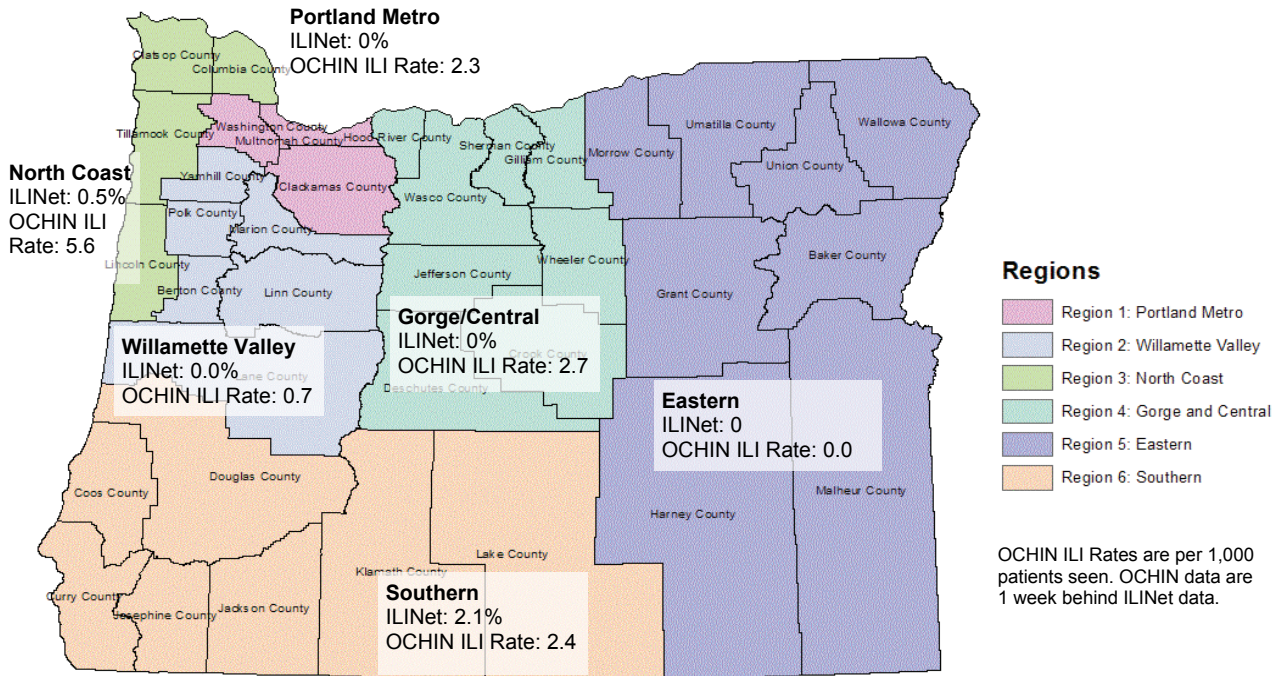 Portland Metro
ILINet: 0%
OCHIN ILI Rate: 2.3
Clatsop County
Columbia County
Tillamook County
Washington County
Multnomah County
Hood River County
Sherman County
Gilliam County
Morrow County
Umatilla County
Wallowa County
Union County
North Coast
ILINet: 0.5%
OCHIN ILI
Rate: 5.6
Yamhill County
Clackamas County
Wasco County
Polk County
Marion County
Lincoln County
Benton County
Linn County
Jefferson County
Wheeler County
Grant County
Baker County
Willamette Valley
ILINet: 0.0%
OCHIN ILI Rate: 0.7
Lane County
Gorge/Central
ILINet: 0%
OCHIN ILI Rate: 2.7
Crook County
Deschutes County
Eastern
ILINet: 0
OCHIN ILI Rate: 0.0
Coos County
Douglas County
Harney County
Malheur County
Curry County
Josephine County
Jackson County
Klamath County
Lake County
Southern
ILINet: 2.1%
OCHIN ILI Rate: 2.4
Regions
Region 1: Portland Metro
Region 2: Willamette Valley
Region 3: North Coast
Region 4: Gorge and Central
Region 5: Eastern
Region 6: Southern
OCHIN ILI Rates are per 1,000
patients seen. OCHIN data are
1 week behind ILINet data.